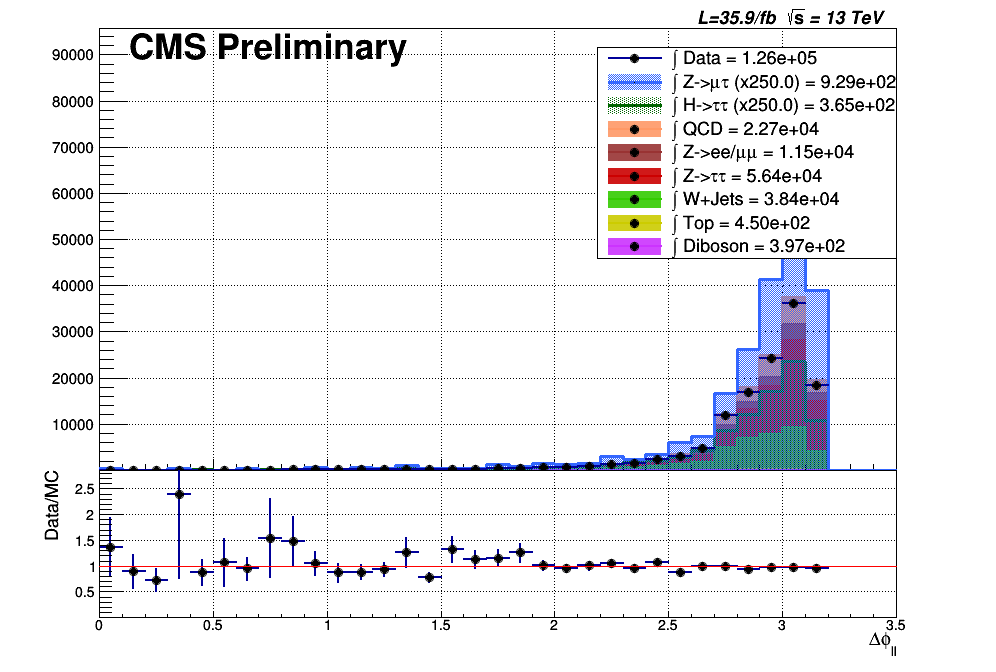 L=35.9/fb √s = 13 TeV
CMS Preliminary
90000
80000
70000
60000
50000
40000
30000
20000
10000
∫ Data = 1.26e+05
∫ Z->μτ (x250.0) = 9.29e+02
∫ H->ττ (x250.0) = 3.65e+02
∫ QCD = 2.27e+04
∫ Z->ee/μμ = 1.15e+04
∫ Z->ττ = 5.64e+04
∫ W+Jets = 3.84e+04
∫ Top = 4.50e+02
∫ Diboson = 3.97e+02
Data/MC
2.5
2
1.5
1
0.5
0 0.5 1 1.5 2 2.5 3 3.5
Δϕ||